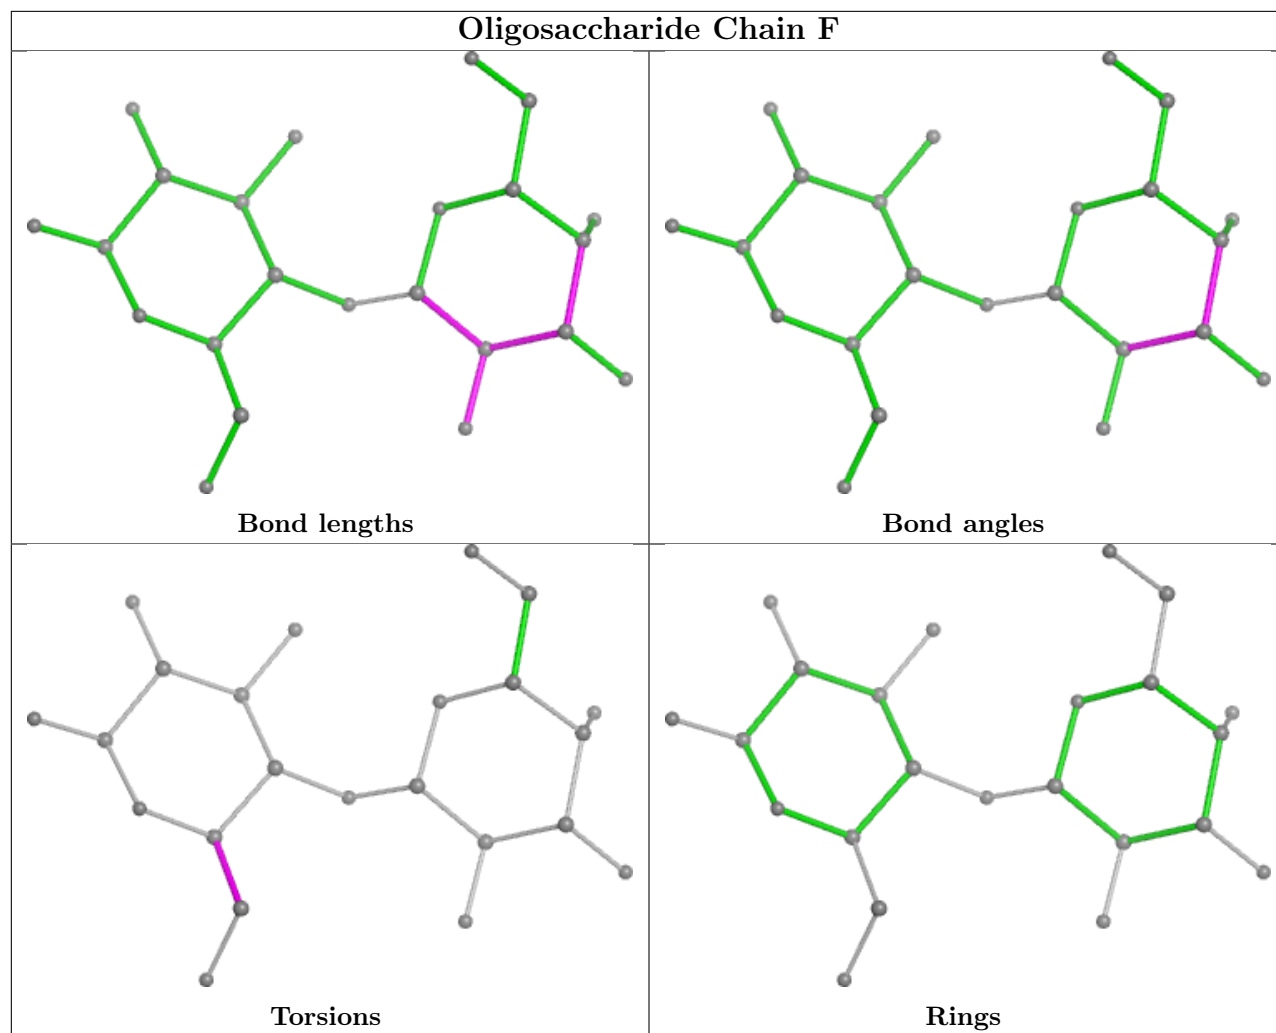 Oligosaccharide Chain F
Bond lengths
Bond angles
Torsions
Rings